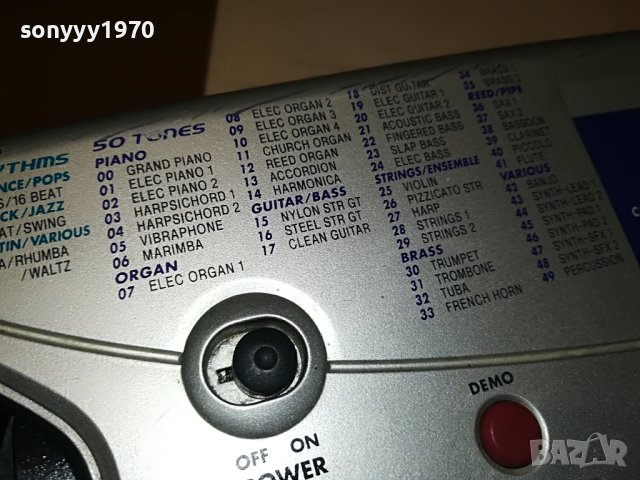 sonyyy1970
50 TONES
YTHMS
NCE/POPS
S/16 BEAT
CK/JAZZ
AT/SWING
TIN/VARIOUS
A/RHUMBA
/WALTZ
PIANO
00 GRAND PIANO
01 ELEC PIANO 1
02 ELEC PIANO 2
03 HARPSICHORD 1
04 HARPSICHORD 2
05 VIBRAPHONE
06 MARIMBA
ORGAN
07 ELEC ORGAN 1
08 ELEC ORGAN 2
09 ELEC ORGAN 3
10 ELEC ORGAN 4
11 CHURCH ORGAN
12 REED ORGAN
13 ACCORDION
14 HARMONICA
GUITAR/BASS
15 NYLON STR GT
16 STEEL STR GT
17 CLEAN GUITAR
18 DIST GUITAR
19 ELEC GUITAR 1
20 ELEC GUITAR 2
21 ACOUSTIC BASS
22 FINGERED BASS
23 SLAP BASS
24 ELEC BASS
STRINGS/ENSEMBLE
25 VIOLIN
26 PIZZICATO STR
27 HARP
28 STRINGS 1
29 STRINGS 2
BRASS
30 TRUMPET
31 TROMBONE
32 TUBA
33 FRENCH HORN
34 BRASS 1
35 BRASS 2
REED/PIPE
36 SAX 1
37 SAX 2
38 BASSOON
39 CLARINET
40 PICCOLO
41 FLUTE
VARIOUS
42 BANJO
43 SYNTH-LEAD 1
44 SYNTH-LEAD 2
45 SYNTH-PAD 1
46 SYNTH-PAD 2
47 SYNTH-SFX 1
48 SYNTH-SFX 2
49 PERCUSSION
DEMO
OFF ON
POWER
BAZAR
bg